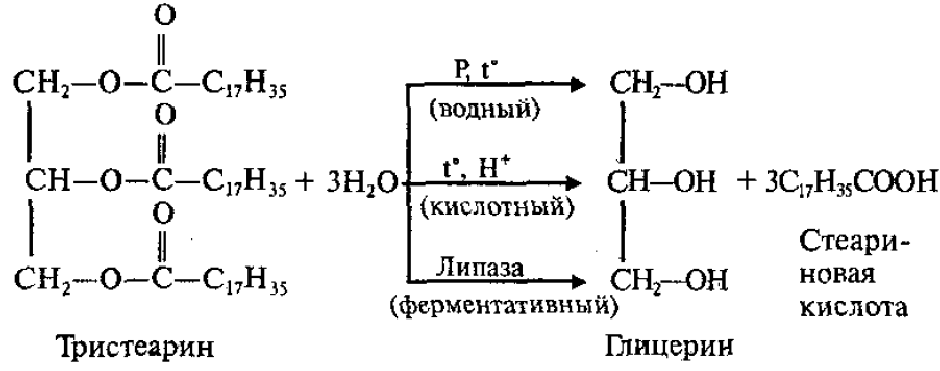 O
CH₂—O—C—C₁₇H₃₅
O
CH—O—C—C₁₇H₃₅ + 3H₂O
O
CH₂—O—C—C₁₇H₃₅
Тристеарин
P, t°
(водный)
t°, H⁺
(кислотный)
Липаза
(ферментативный)
CH₂—OH
CH—OH + 3C₁₇H₃₅COOH
CH₂—OH
Глицерин
Стеари-
новая
кислота